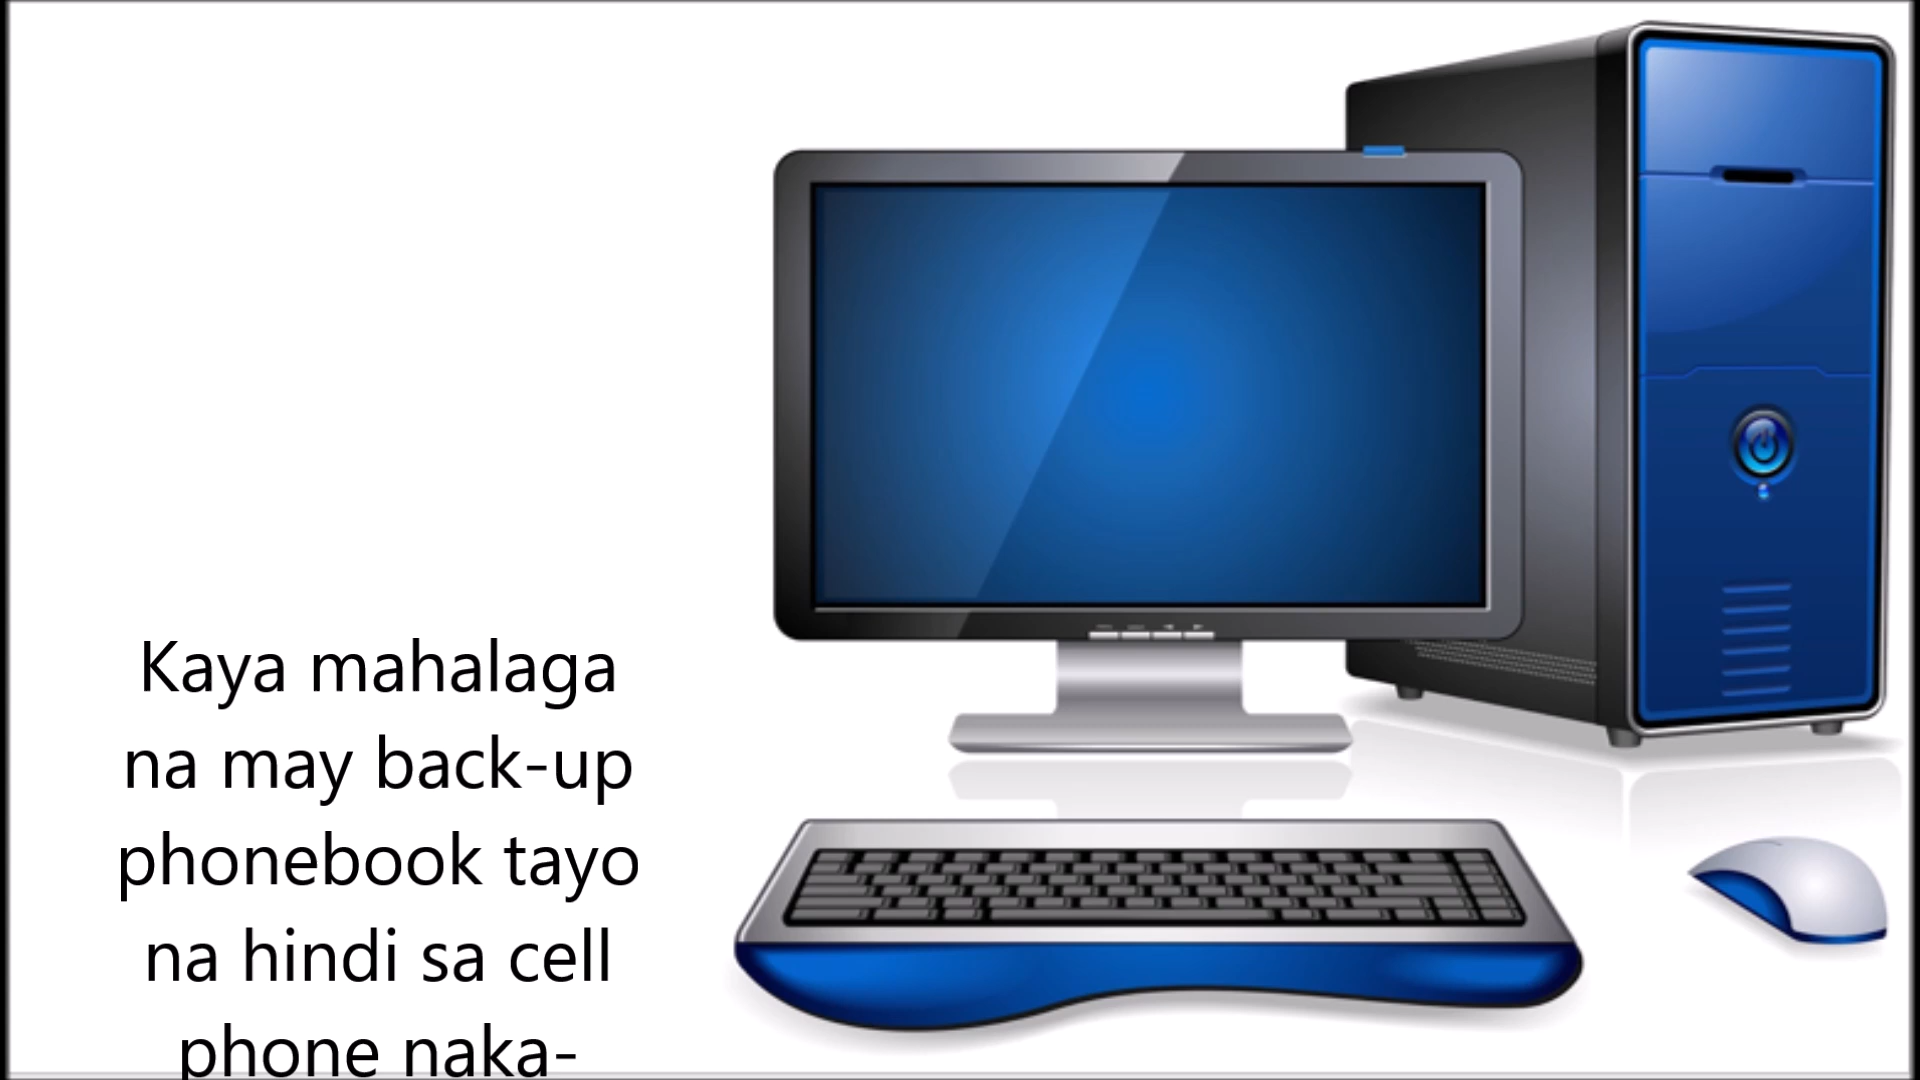 Kaya mahalaga
na may back-up
phonebook tayo
na hindi sa cell
phone naka-